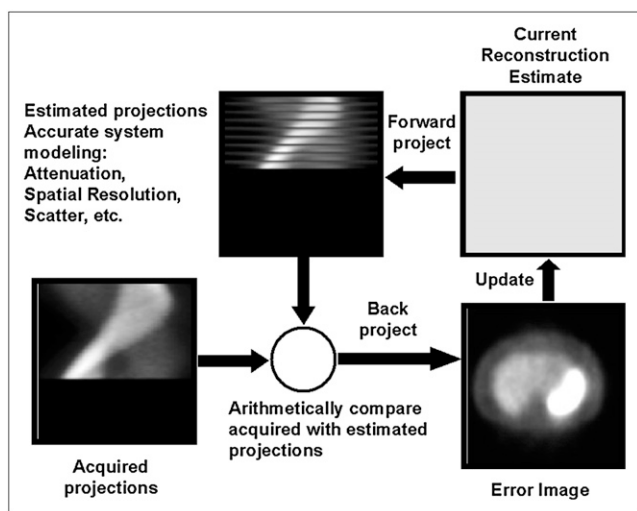 Current
Reconstruction
Estimate
Estimated projections
Accurate system
modeling:
Attenuation,
Spatial Resolution,
Scatter, etc.
Forward
project
Update
Back
project
Arithmetically compare
acquired with estimated
projections
Acquired
projections
Error Image